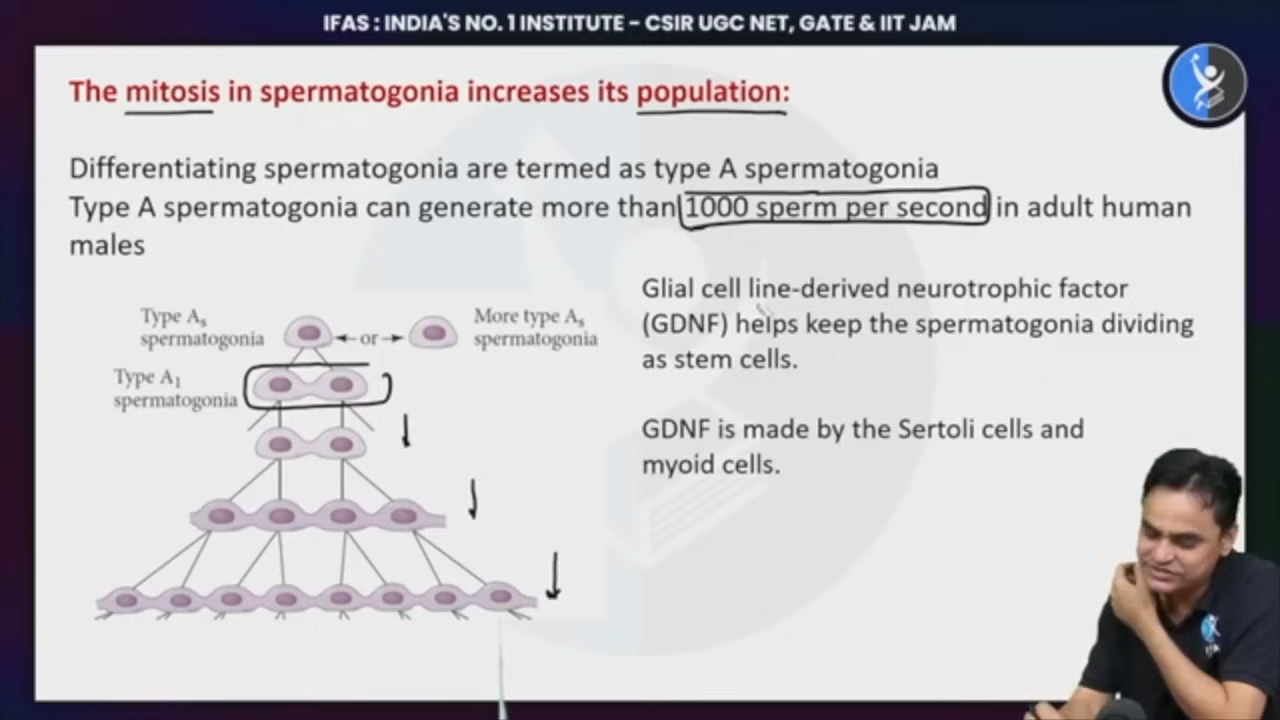 IFAS : INDIA'S NO. 1 INSTITUTE - CSIR UGC NET, GATE & IIT JAM
The mitosis in spermatogonia increases its population:
Differentiating spermatogonia are termed as type A spermatogonia
Type A spermatogonia can generate more than 1000 sperm per second in adult human
males
Glial cell line-derived neurotrophic factor
(GDNF) helps keep the spermatogonia dividing
as stem cells.
GDNF is made by the Sertoli cells and
myoid cells.
Type As
spermatogonia
or
More type As
spermatogonia
Type A1
spermatogonia